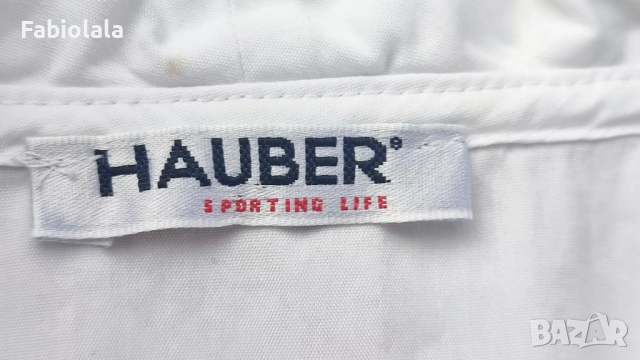 Fabiolala
HAUBER®
SPORTING LIFE
BAZAR